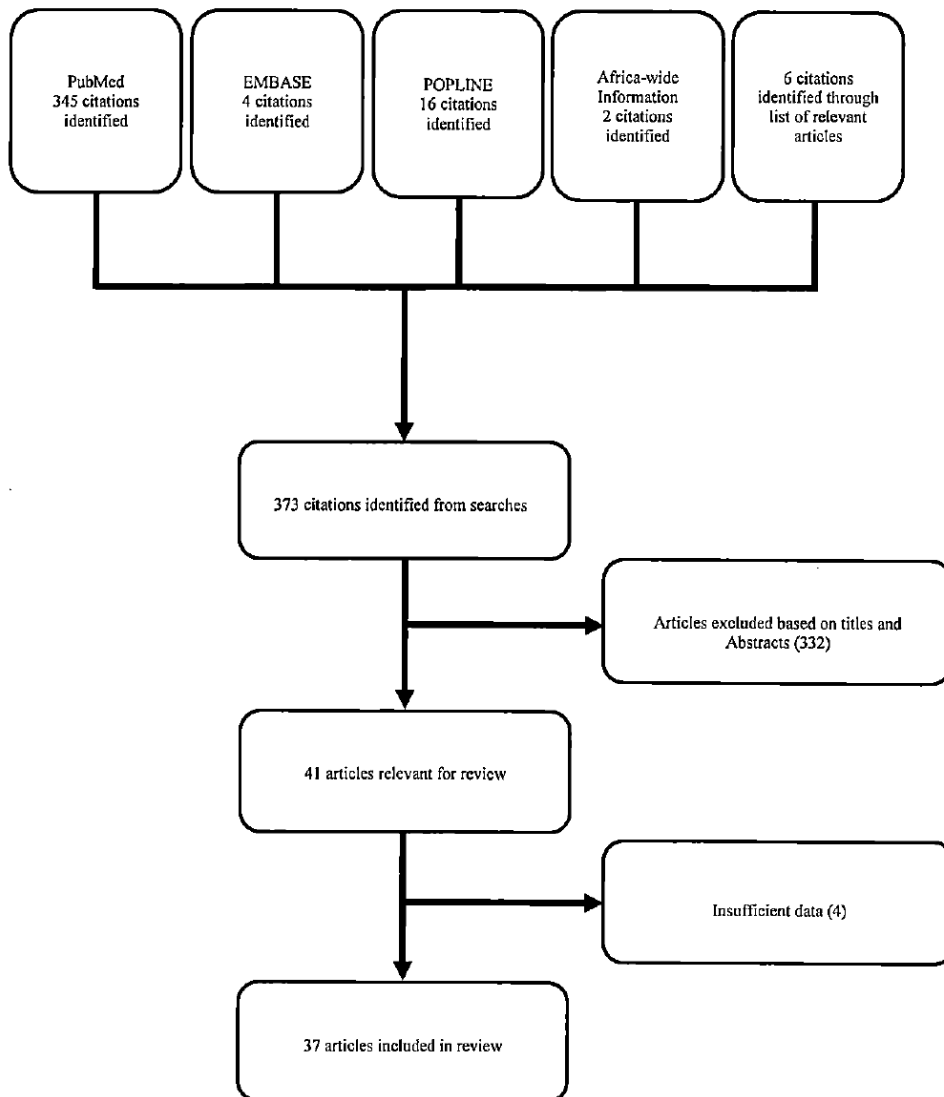 PubMed
345 citations
identified
EMBASE
4 citations
identified
POPLINE
16 citations
identified
Africa-wide
Information
2 citations
identified
6 citations
identified through
list of relevant
articles
373 citations identified from searches
Articles excluded based on titles and
Abstracts (332)
41 articles relevant for review
Insufficient data (4)
37 articles included in review